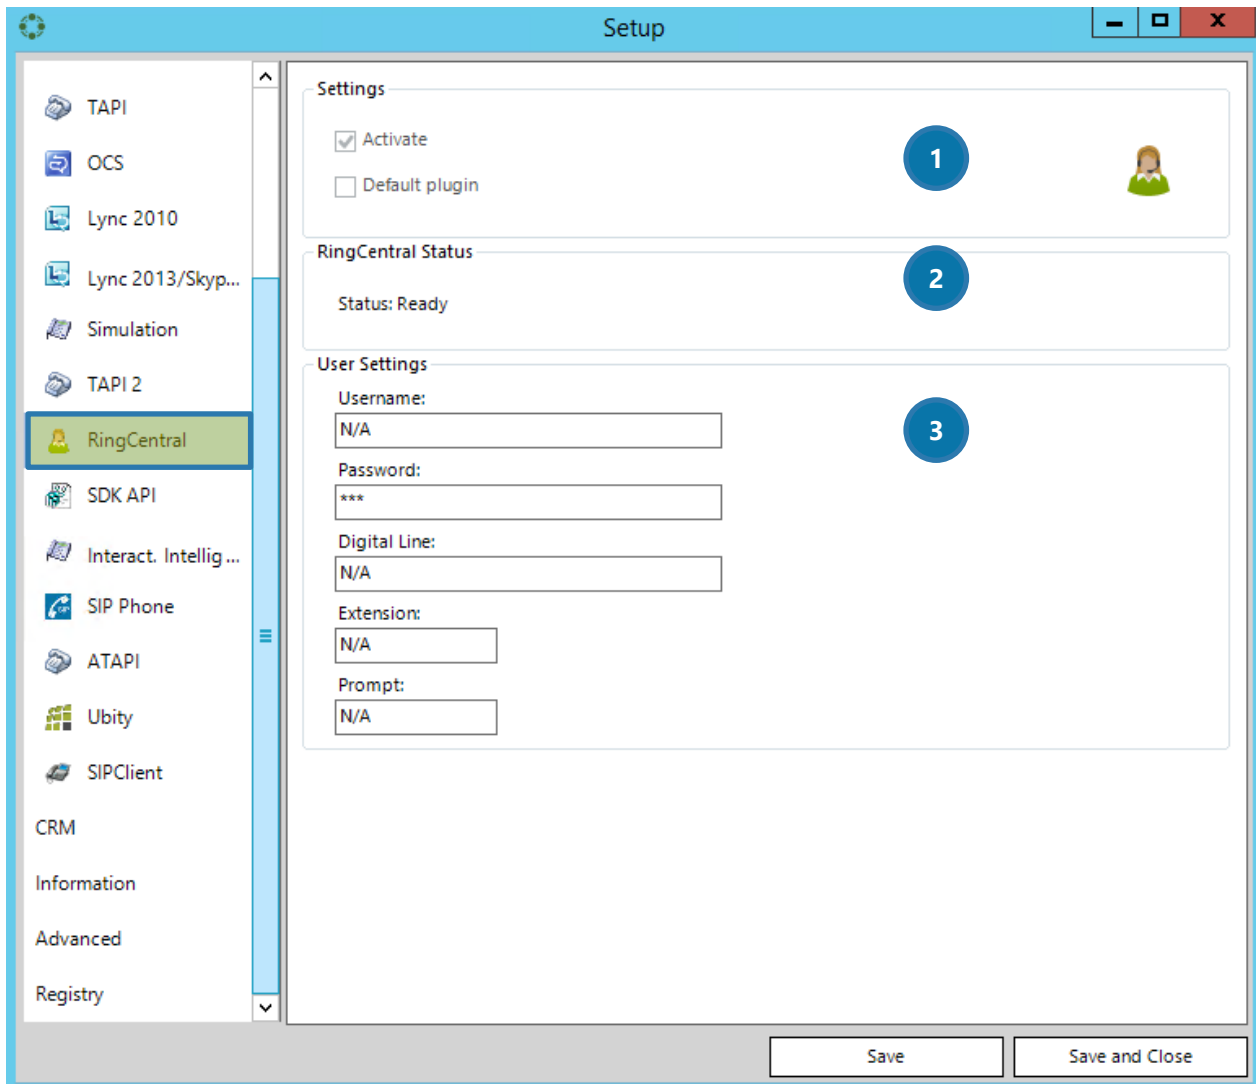 Setup
X
TAPI
OCS
Lync 2010
Lync 2013/Skyp...
Simulation
TAPI 2
RingCentral
SDK API
Interact. Intellig...
SIP Phone
ATAPI
Ubity
SIPClient
CRM
Information
Advanced
Registry
Settings
Activate
Default plugin
1
RingCentral Status
2
Status: Ready
User Settings
Username:
N/A
3
Password:
***
Digital Line:
N/A
Extension:
N/A
Prompt:
N/A
Save
Save and Close